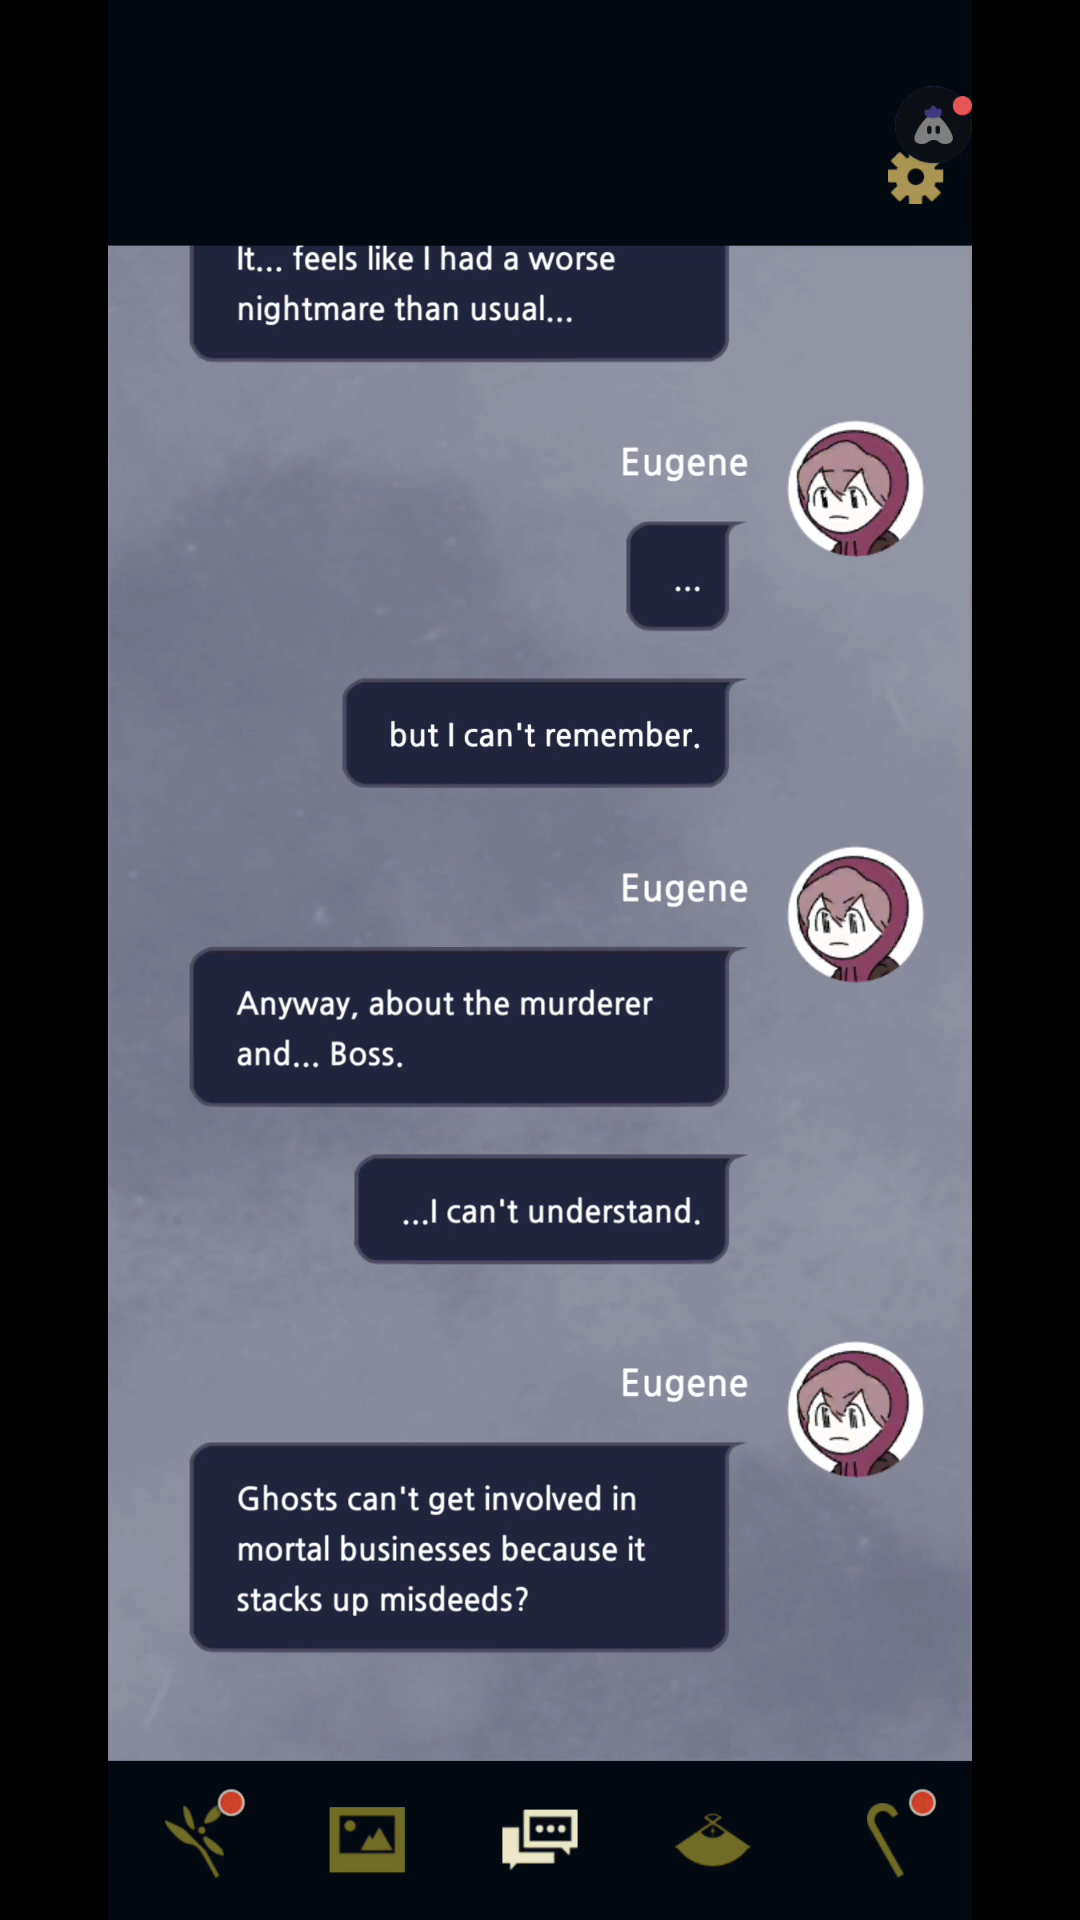 It... feels like I had a worse
nightmare than usual...
Eugene
...
but I can't remember.
Eugene
Anyway, about the murderer
and... Boss.
...I can't understand.
Eugene
Ghosts can't get involved in
mortal businesses because it
stacks up misdeeds?